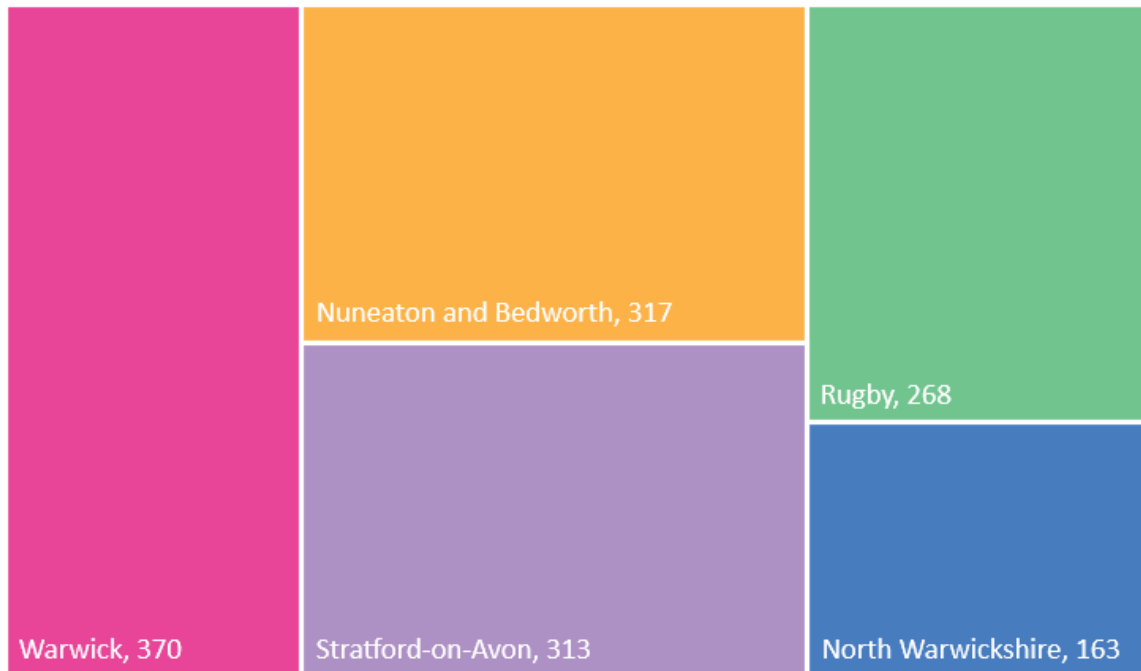 Nuneaton and Bedworth, 317
Rugby, 268
Warwick, 370
Stratford-on-Avon, 313
North Warwickshire, 163